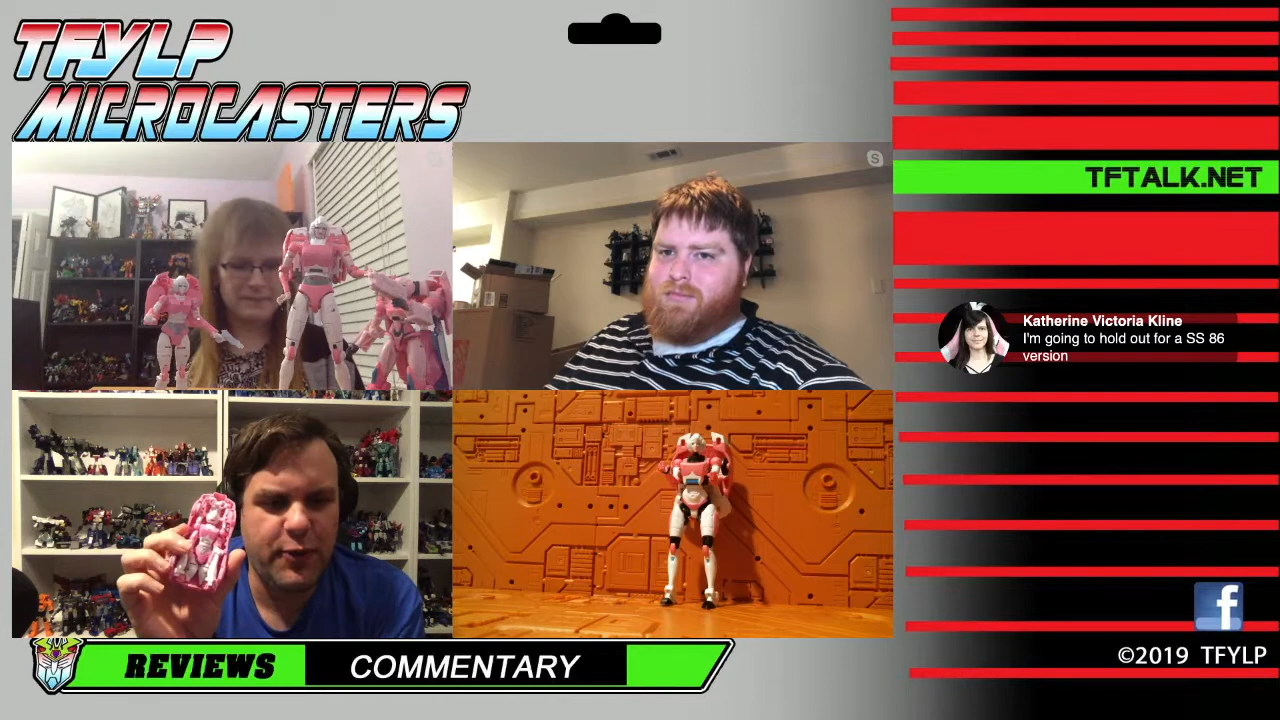 TFYLP
MICROCASTERS
TFTALK.NET
Katherine Victoria Kline
I'm going to hold out for a SS 86
version
REVIEWS COMMENTARY
©2019 TFYLP